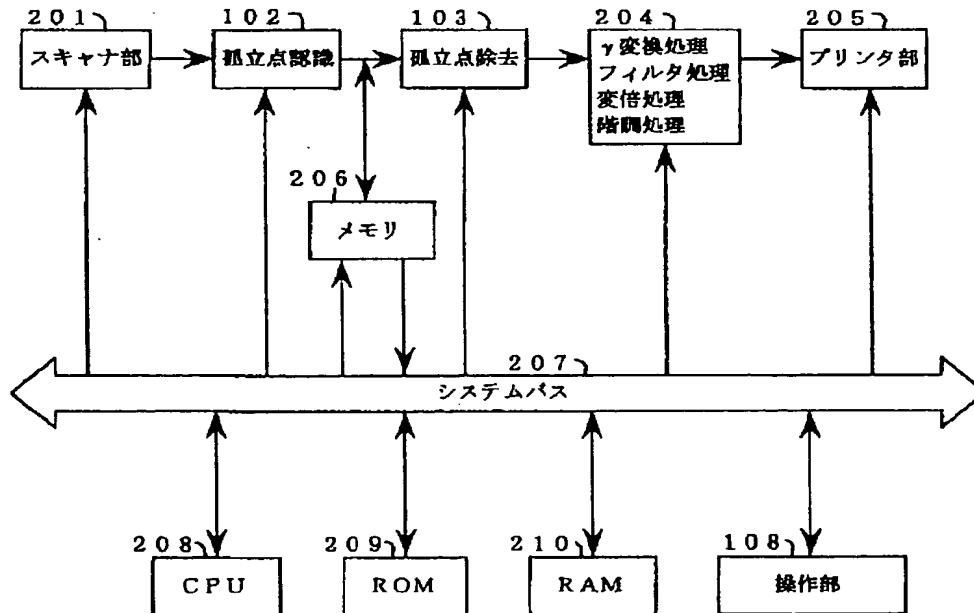 ２０１
１０２
１０３
２０４
２０５
スキャナ部
孤立点認識
孤立点除去
γ変換処理
フィルタ処理
変倍処理
階調処理
プリンタ部
２０６
メモリ
２０７
システムバス
２０８
２０９
２１０
１０８
ＣＰＵ
ＲＯＭ
ＲＡＭ
操作部